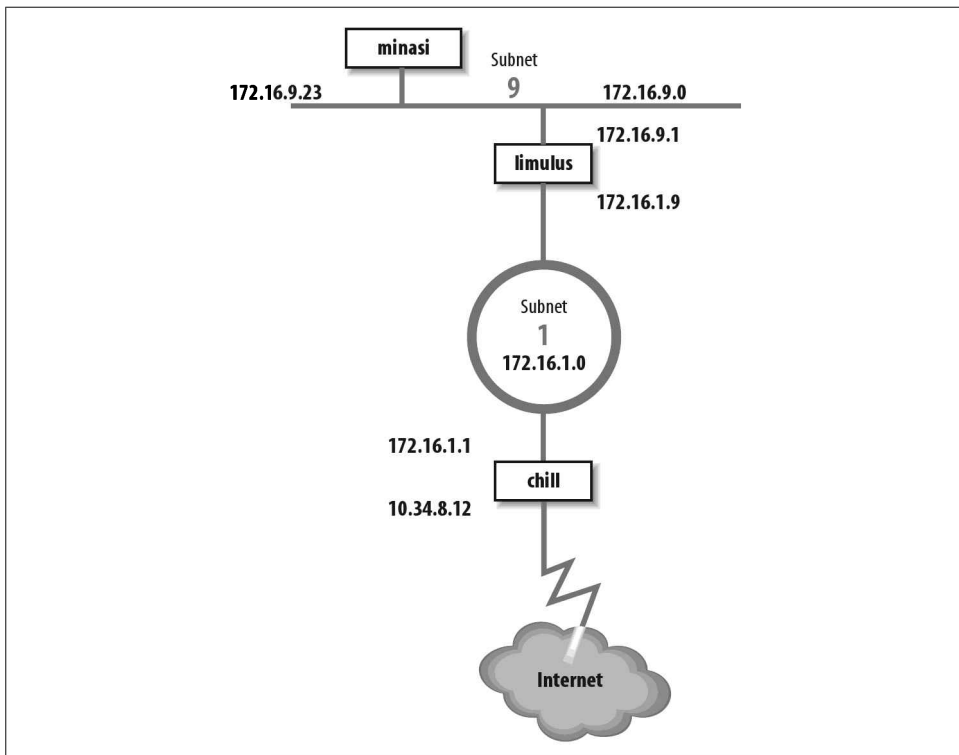 minasi
Subnet
9
172.16.9.23
172.16.9.0
172.16.9.1
limulus
172.16.1.9
Subnet
1
172.16.1.0
172.16.1.1
chill
10.34.8.12
Internet